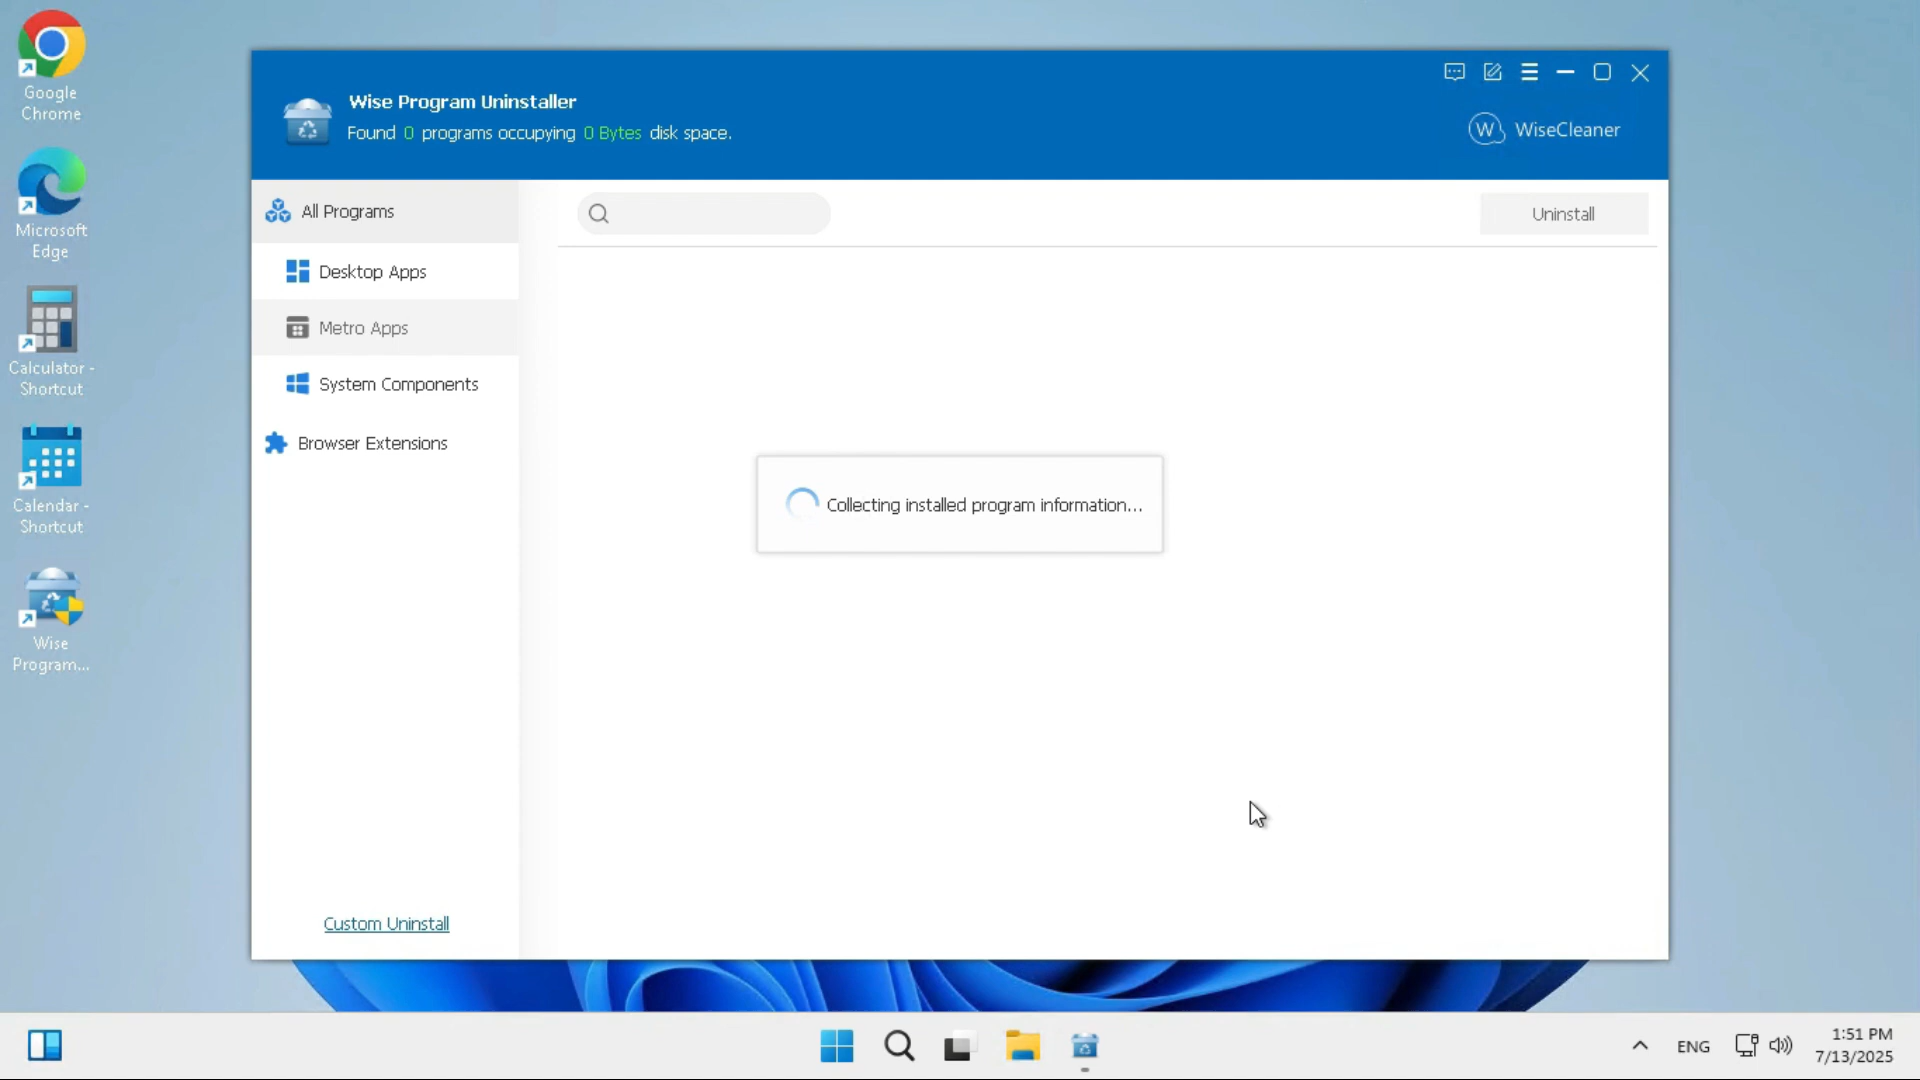 Google
Chrome
Microsoft
Edge
Calculator -
Shortcut
Calendar -
Shortcut
Wise
Program...
Wise Program Uninstaller
Found 0 programs occupying 0 Bytes disk space.
W WiseCleaner
All Programs
Desktop Apps
Metro Apps
System Components
Browser Extensions
Custom Uninstall
Uninstall
Collecting installed program information...
ENG
1:51 PM
7/13/2025